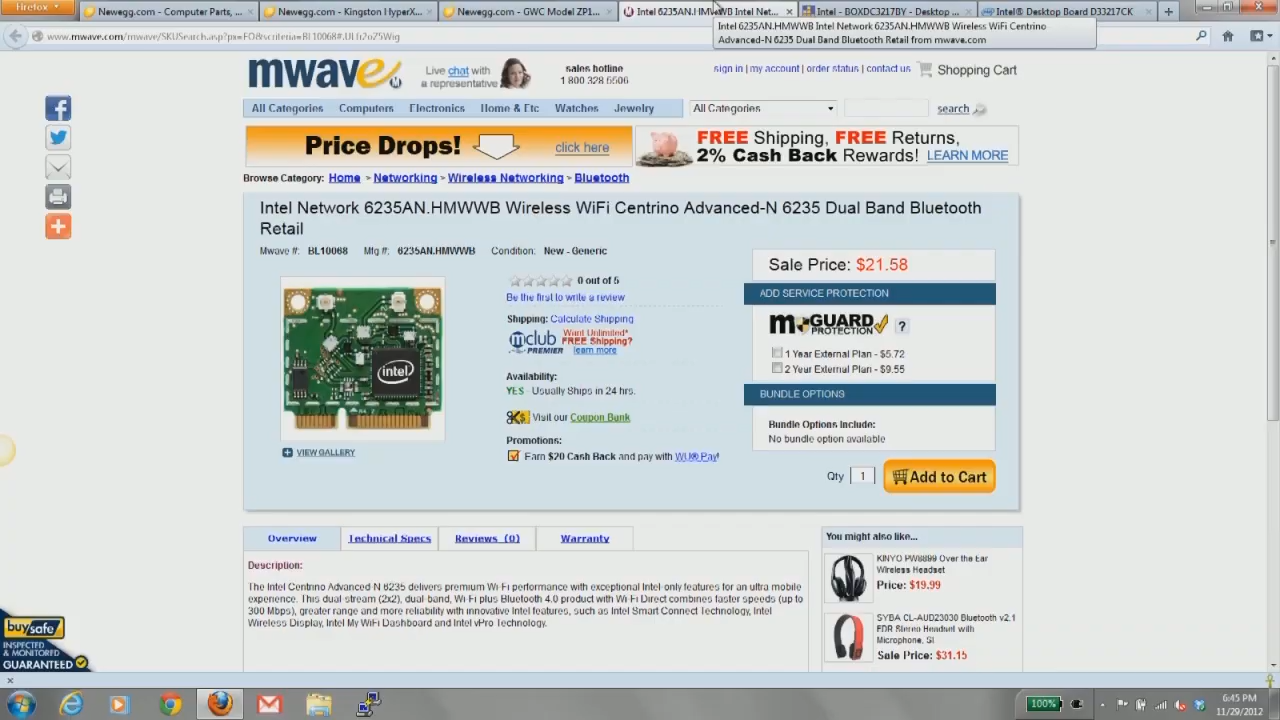 Firefox
Newegg.com - Computer Parts, ...
Newegg.com - Kingston HyperX...
Newegg.com - GWC Model ZP1...
Intel 6235AN.HMWWB Intel Net...
Intel - BOXDC3217BY - Desktop ...
Intel® Desktop Board D33217CK
Intel 6235AN.HMWWB Intel Network 6235AN.HMWWB Wireless WiFi Centrino
Advanced-N 6235 Dual Band Bluetooth Retail from mwave.com
mwave
M
Live chat with
a representative
sales hotline
1 800 328 6606
sign in | my account | order status | contact us
Shopping Cart
All Categories Computers Electronics Home & Etc Watches Jewelry
All Categories
search
Price Drops! click here
FREE Shipping, FREE Returns,
2% Cash Back Rewards! LEARN MORE
Browse Category: Home > Networking > Wireless Networking > Bluetooth
Intel Network 6235AN.HMWWB Wireless WiFi Centrino Advanced-N 6235 Dual Band Bluetooth
Retail
Mwave #: BL10068 Mfg #: 6235AN.HMWWB Condition: New - Generic
intel
VIEW GALLERY
0 out of 5
Be the first to write a review
Shipping: Calculate Shipping
mclub PREMIER
Want Unlimited*
FREE Shipping?
learn more
Availability:
YES - Usually Ships in 24 hrs.
Visit our Coupon Bank
Promotions:
Earn $20 Cash Back and pay with WU® Pay!
Sale Price: $21.58
ADD SERVICE PROTECTION
mGUARD PROTECTION ?
1 Year External Plan - $5.72
2 Year External Plan - $9.55
BUNDLE OPTIONS
Bundle Options Include:
No bundle option available
Qty 1 Add to Cart
Overview Technical Specs Reviews (0) Warranty
Description:
The Intel Centrino Advanced-N 6235 delivers premium Wi-Fi performance with exceptional Intel-only features for an ultra mobile
experience. This dual-stream (2x2), dual-band, Wi-Fi plus Bluetooth 4.0 product with Wi-Fi Direct combines faster speeds (up to
300 Mbps), greater range and more reliability with innovative Intel features, such as Intel Smart Connect Technology, Intel
Wireless Display, Intel My WiFi Dashboard and Intel vPro Technology.
You might also like...
KINYO PW8899 Over the Ear
Wireless Headset
Price: $19.99
SYBA CL-AUD23030 Bluetooth v2.1
EDR Stereo Headset with
Microphone, SI
Sale Price: $31.15
buySafe
INSPECTED
& MONITORED
GUARANTEED
100%
6:45 PM
11/29/2012